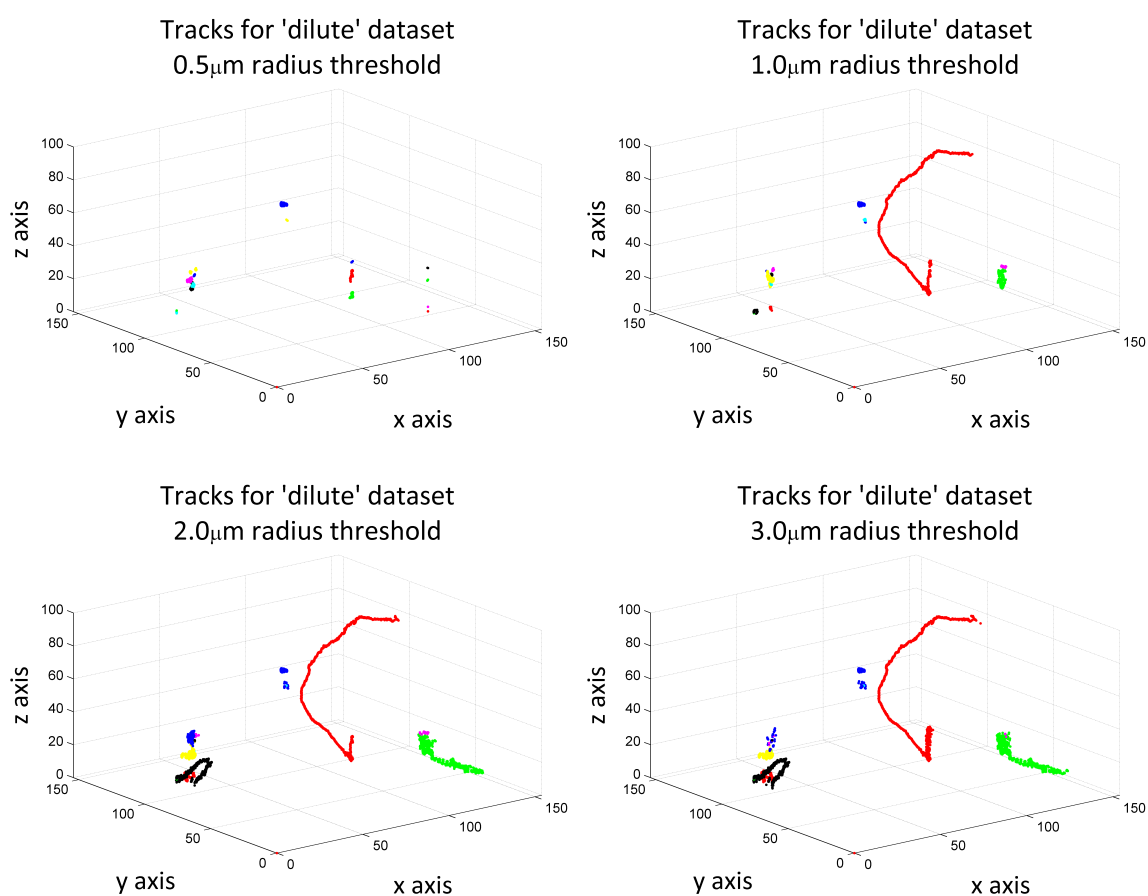 Tracks for 'dilute' dataset
0.5μm radius threshold
100
80
60
40
20
0
150
100
50
0
0
50
100
150
z axis
y axis
x axis
Tracks for 'dilute' dataset
1.0μm radius threshold
100
80
60
40
20
0
150
100
50
0
0
50
100
150
z axis
y axis
x axis
Tracks for 'dilute' dataset
2.0μm radius threshold
100
80
60
40
20
0
150
100
50
0
0
50
100
150
z axis
y axis
x axis
Tracks for 'dilute' dataset
3.0μm radius threshold
100
80
60
40
20
0
150
100
50
0
0
50
100
150
z axis
y axis
x axis